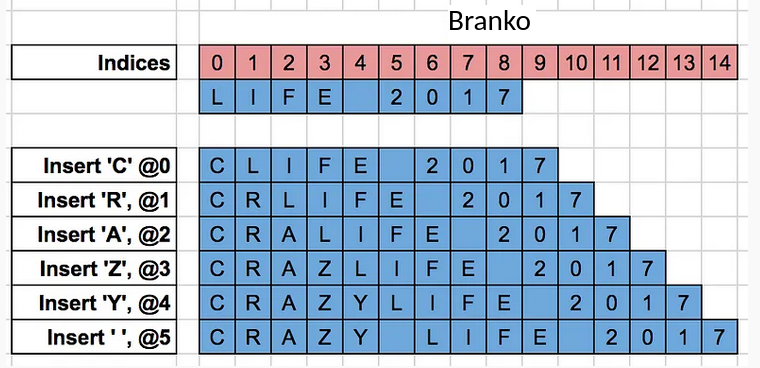 Branko
Indices 0 1 2 3 4 5 6 7 8 9 10 11 12 13 14
L I F E 2 0 1 7
Insert 'C' @0 C L I F E 2 0 1 7
Insert 'R', @1 C R L I F E 2 0 1 7
Insert 'A', @2 C R A L I F E 2 0 1 7
Insert 'Z', @3 C R A Z L I F E 2 0 1 7
Insert 'Y', @4 C R A Z Y L I F E 2 0 1 7
Insert ' ', @5 C R A Z Y L I F E 2 0 1 7